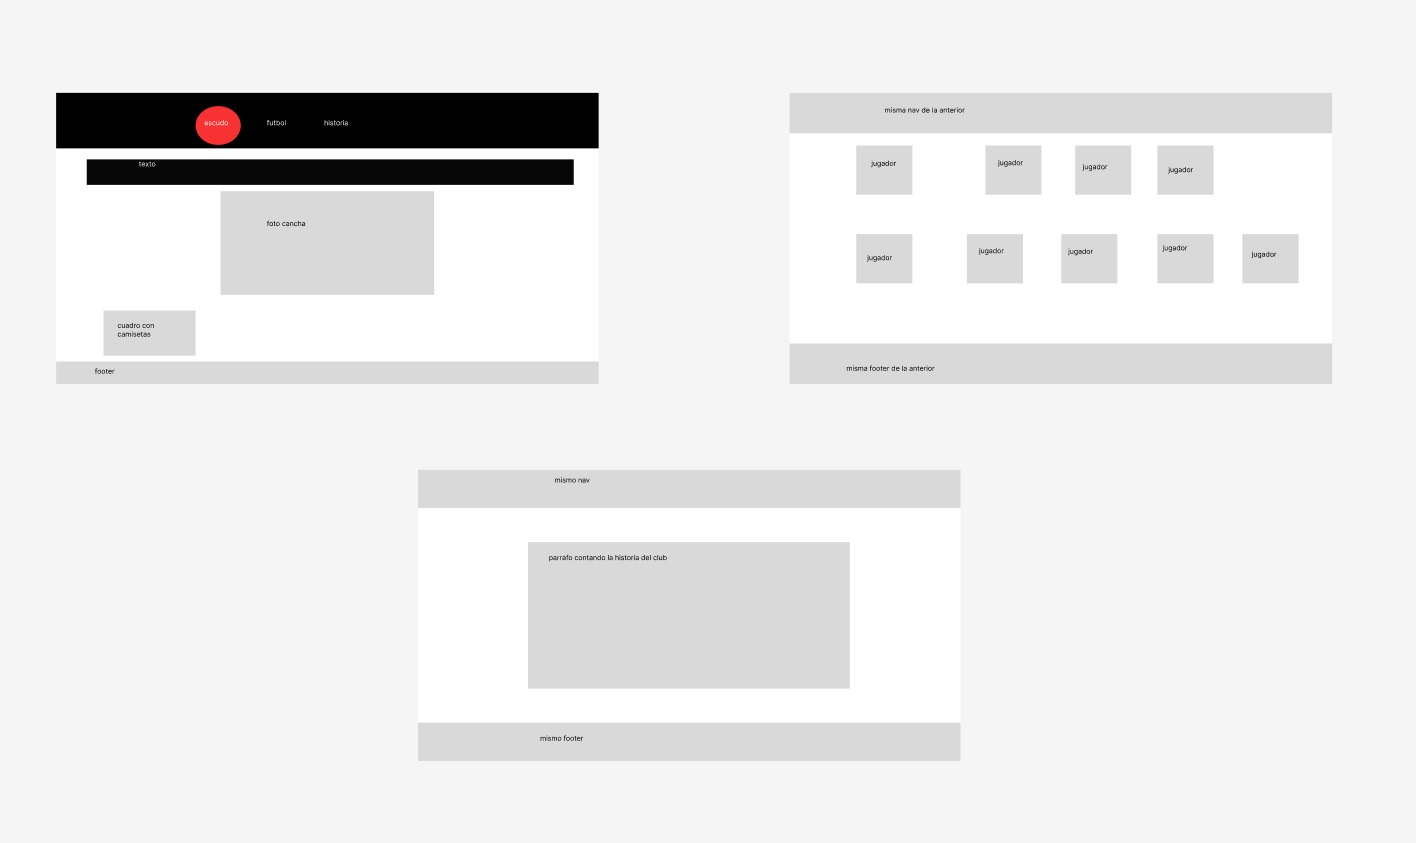 escudo
futbol
historia
texto
foto cancha
cuadro con
camisetas
footer
misma nav de la anterior
jugador
jugador
jugador
jugador
jugador
jugador
jugador
jugador
jugador
misma footer de la anterior
mismo nav
parrafo contando la historia del club
mismo footer